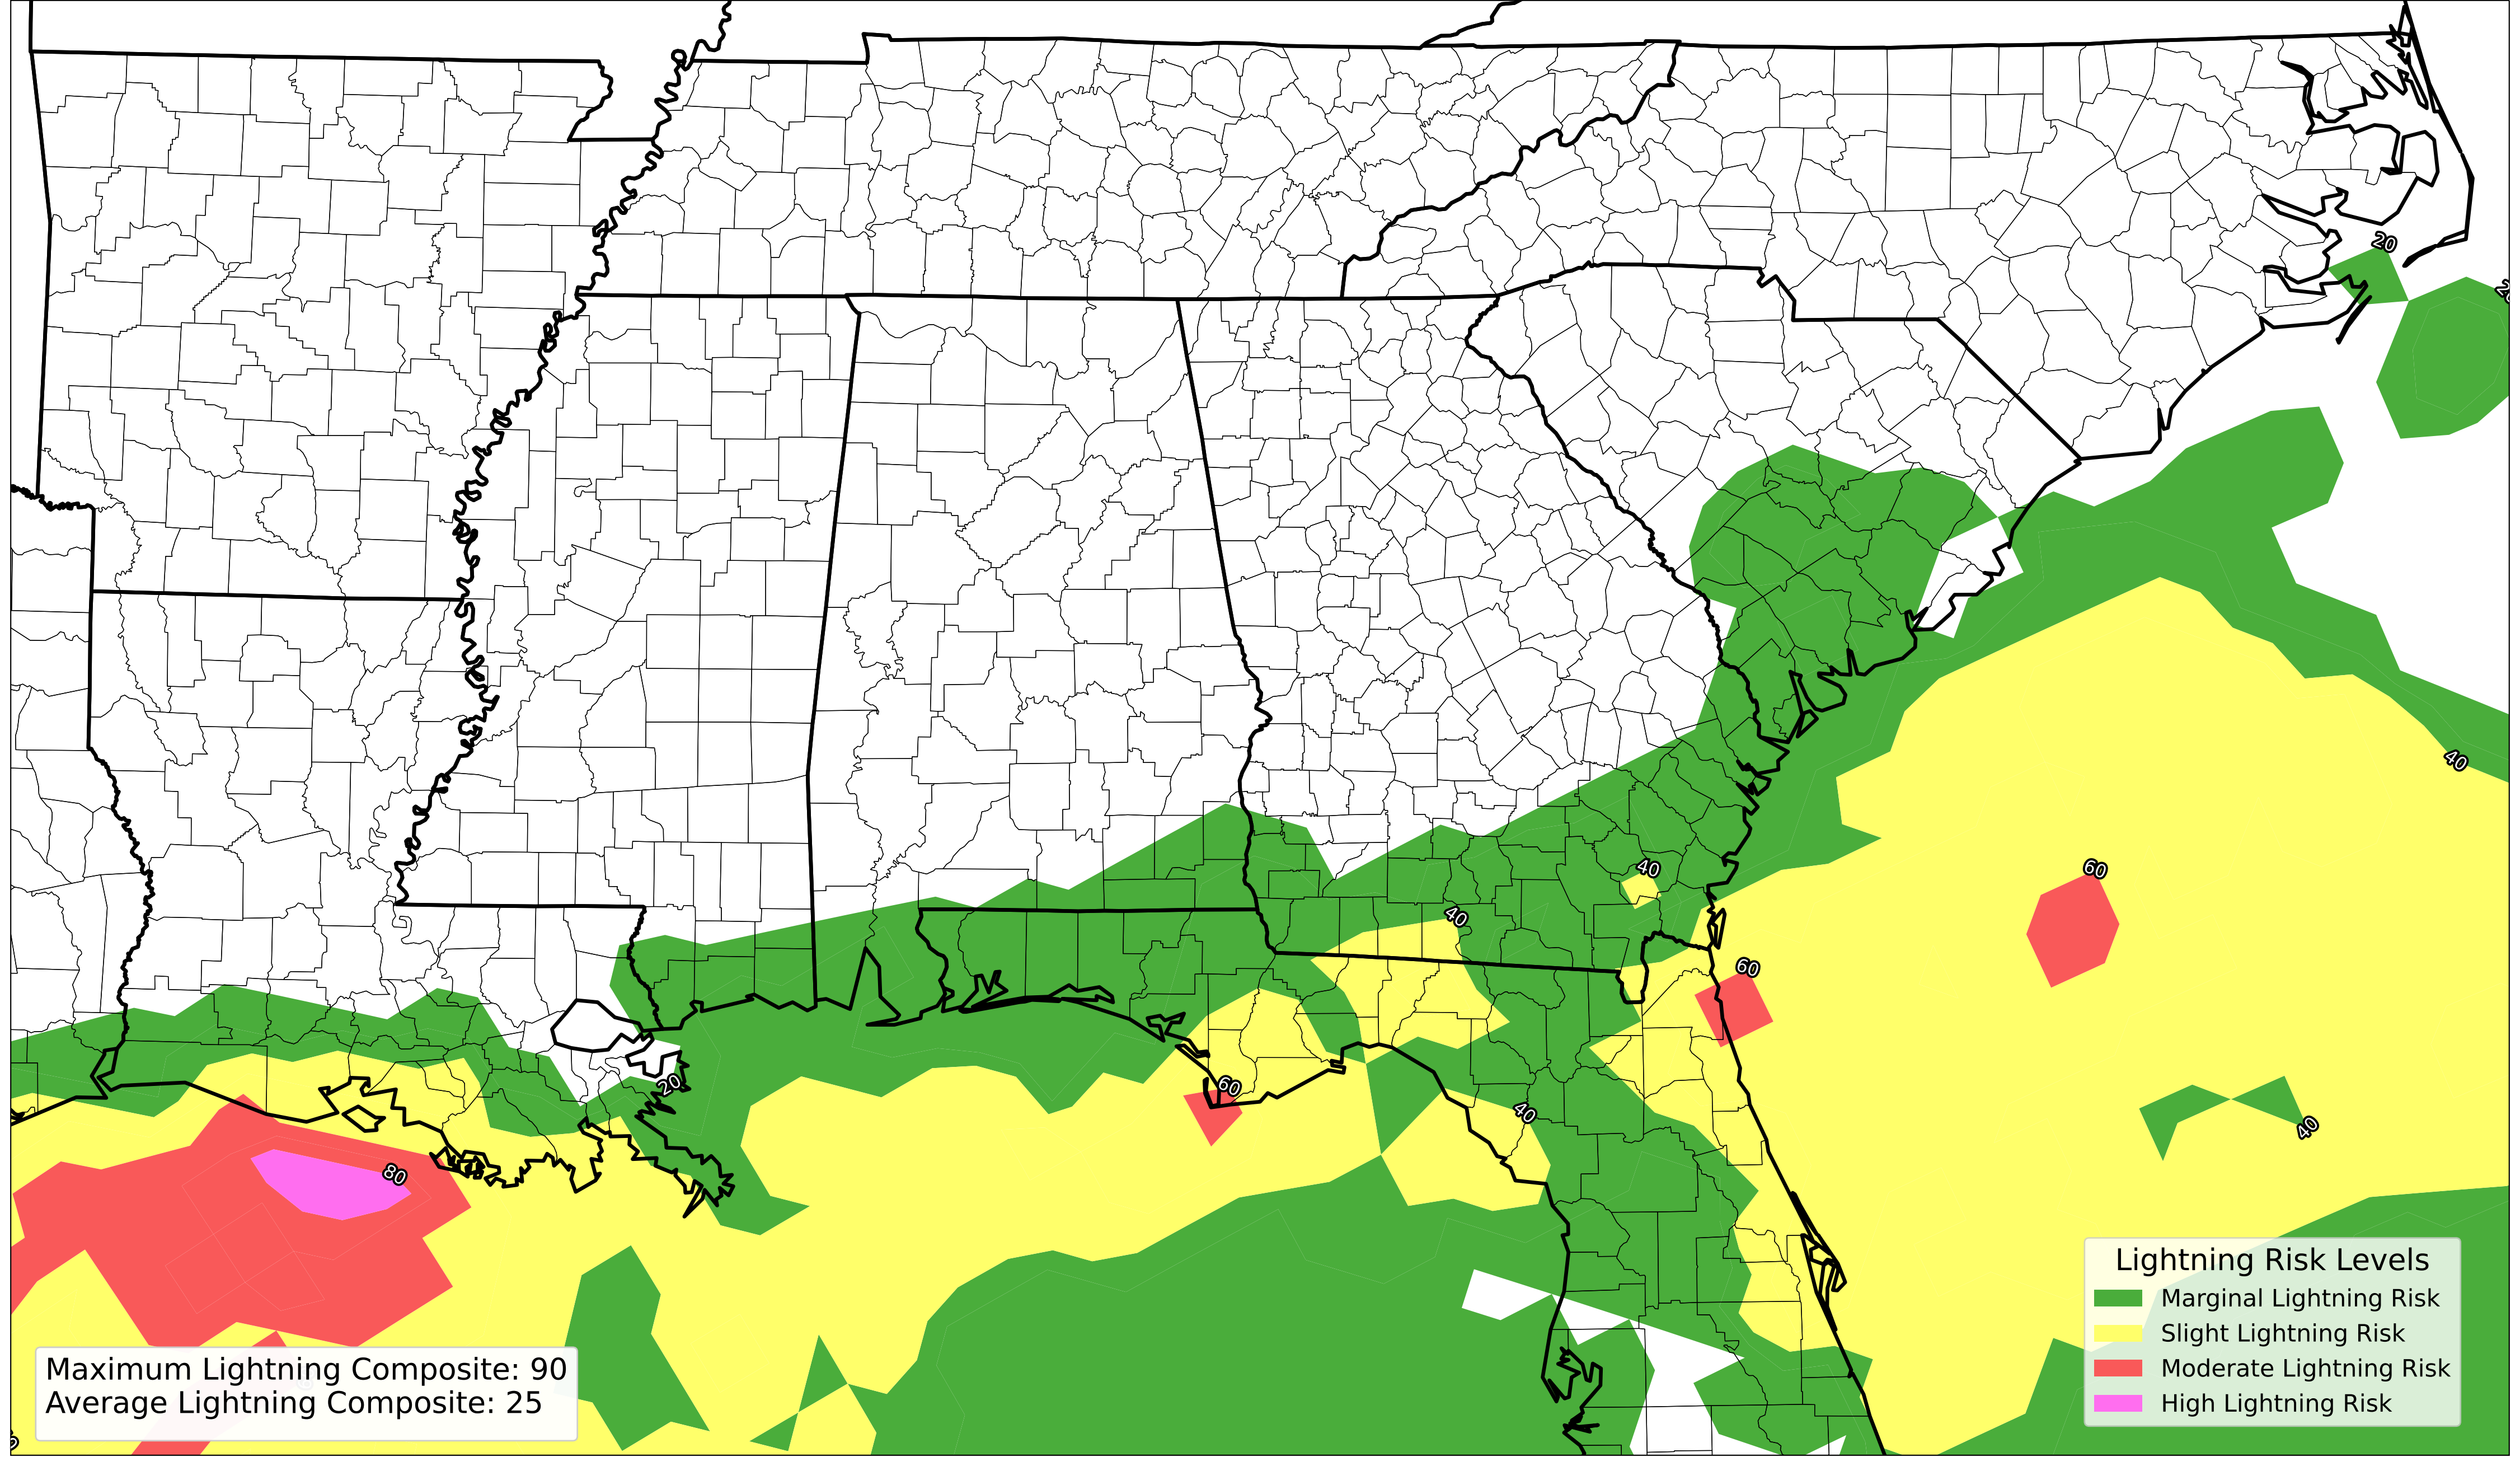 20
40
40
40
60
60
60
20
40
40
80
Lightning Risk Levels
Marginal Lightning Risk
Slight Lightning Risk
Moderate Lightning Risk
High Lightning Risk
Maximum Lightning Composite: 90
Average Lightning Composite: 25